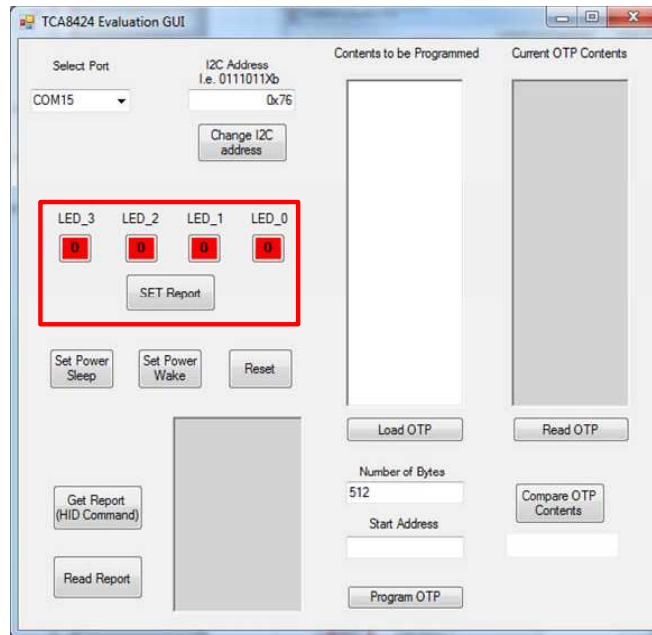 TCA8424 Evaluation GUI
Select Port
COM15
I2C Address
I.e. 0111011Xb
0x76
Change I2C
address
LED_3 LED_2 LED_1 LED_0
0 0 0 0
SET Report
Set Power
Sleep
Set Power
Wake
Reset
Get Report
(HID Command)
Read Report
Contents to be Programmed
Load OTP
Number of Bytes
512
Start Address
Program OTP
Current OTP Contents
Read OTP
Compare OTP
Contents